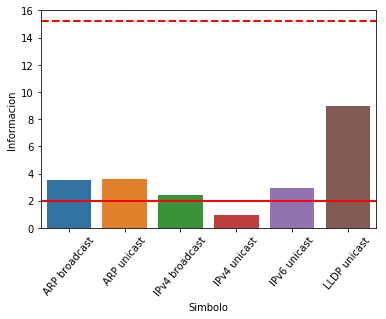 16
14
12
10
8
6
4
2
0
Informacion
ARP broadcast
ARP unicast
IPv4 broadcast
IPv4 unicast
IPv6 unicast
LLDP unicast
Simbolo